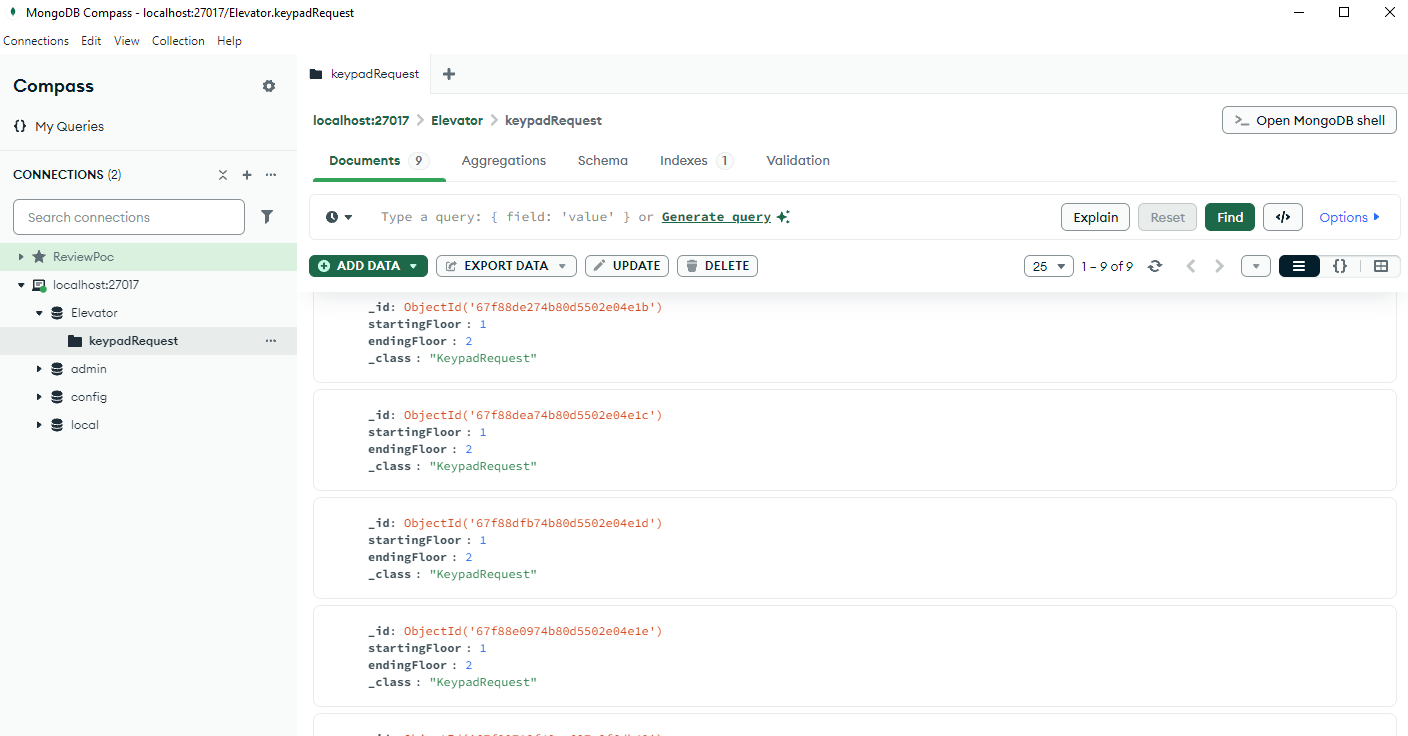 MongoDB Compass - localhost:27017/Elevator.keypadRequest
Connections Edit View Collection Help
Compass
{} My Queries
CONNECTIONS (2)
Search connections
ReviewPoc
localhost:27017
Elevator
keypadRequest
admin
config
local
keypadRequest
localhost:27017 > Elevator > keypadRequest
>_ Open MongoDB shell
Documents 9 Aggregations Schema Indexes 1 Validation
Type a query: { field: 'value' } or Generate query
Explain Reset Find </> Options
ADD DATA EXPORT DATA UPDATE DELETE
25 1 – 9 of 9 {}
_id: ObjectId('67f88de274b80d5502e04e1b')
startingFloor : 1
endingFloor : 2
_class : "KeypadRequest"
_id: ObjectId('67f88dea74b80d5502e04e1c')
startingFloor : 1
endingFloor : 2
_class : "KeypadRequest"
_id: ObjectId('67f88dfb74b80d5502e04e1d')
startingFloor : 1
endingFloor : 2
_class : "KeypadRequest"
_id: ObjectId('67f88e0974b80d5502e04e1e')
startingFloor : 1
endingFloor : 2
_class : "KeypadRequest"